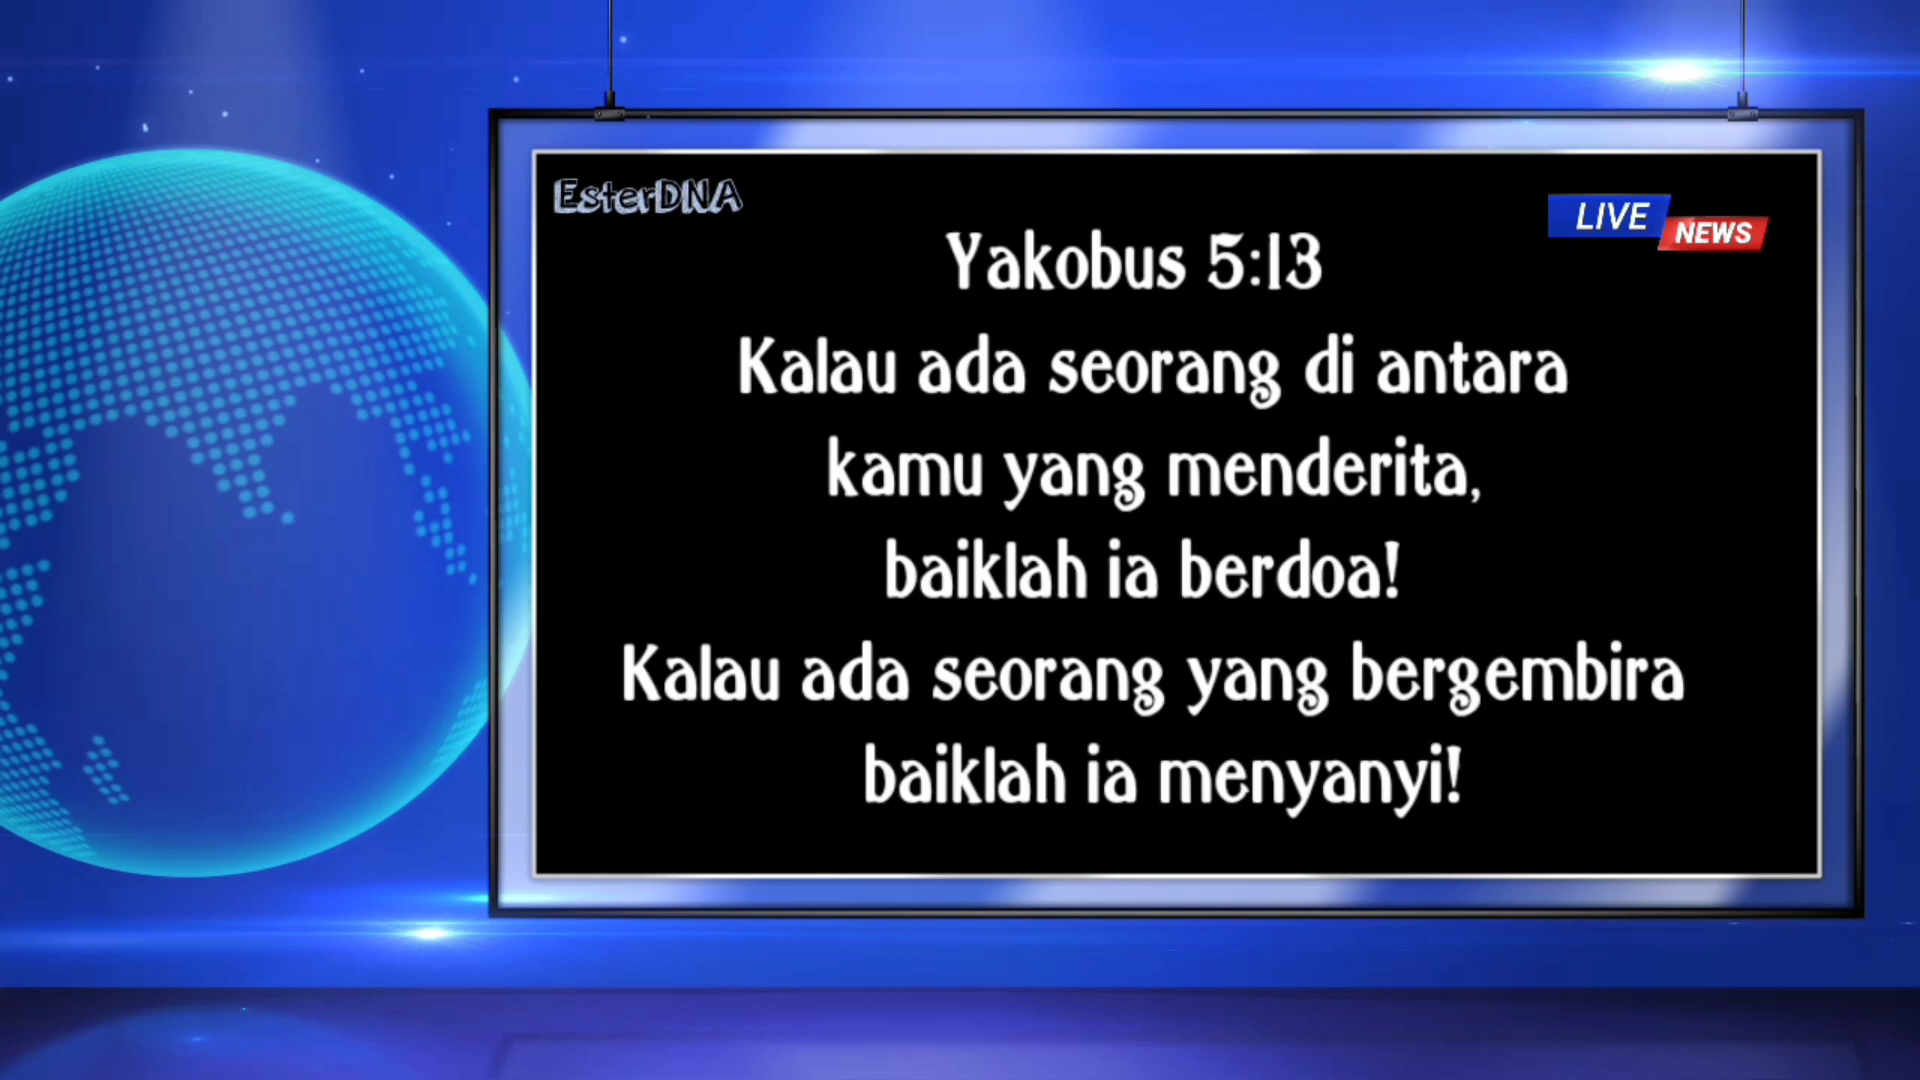 EsterDNA
LIVE
NEWS
Yakobus 5:13
Kalau ada seorang di antara
kamu yang menderita,
baiklah ia berdoa!
Kalau ada seorang yang bergembira
baiklah ia menyanyi!